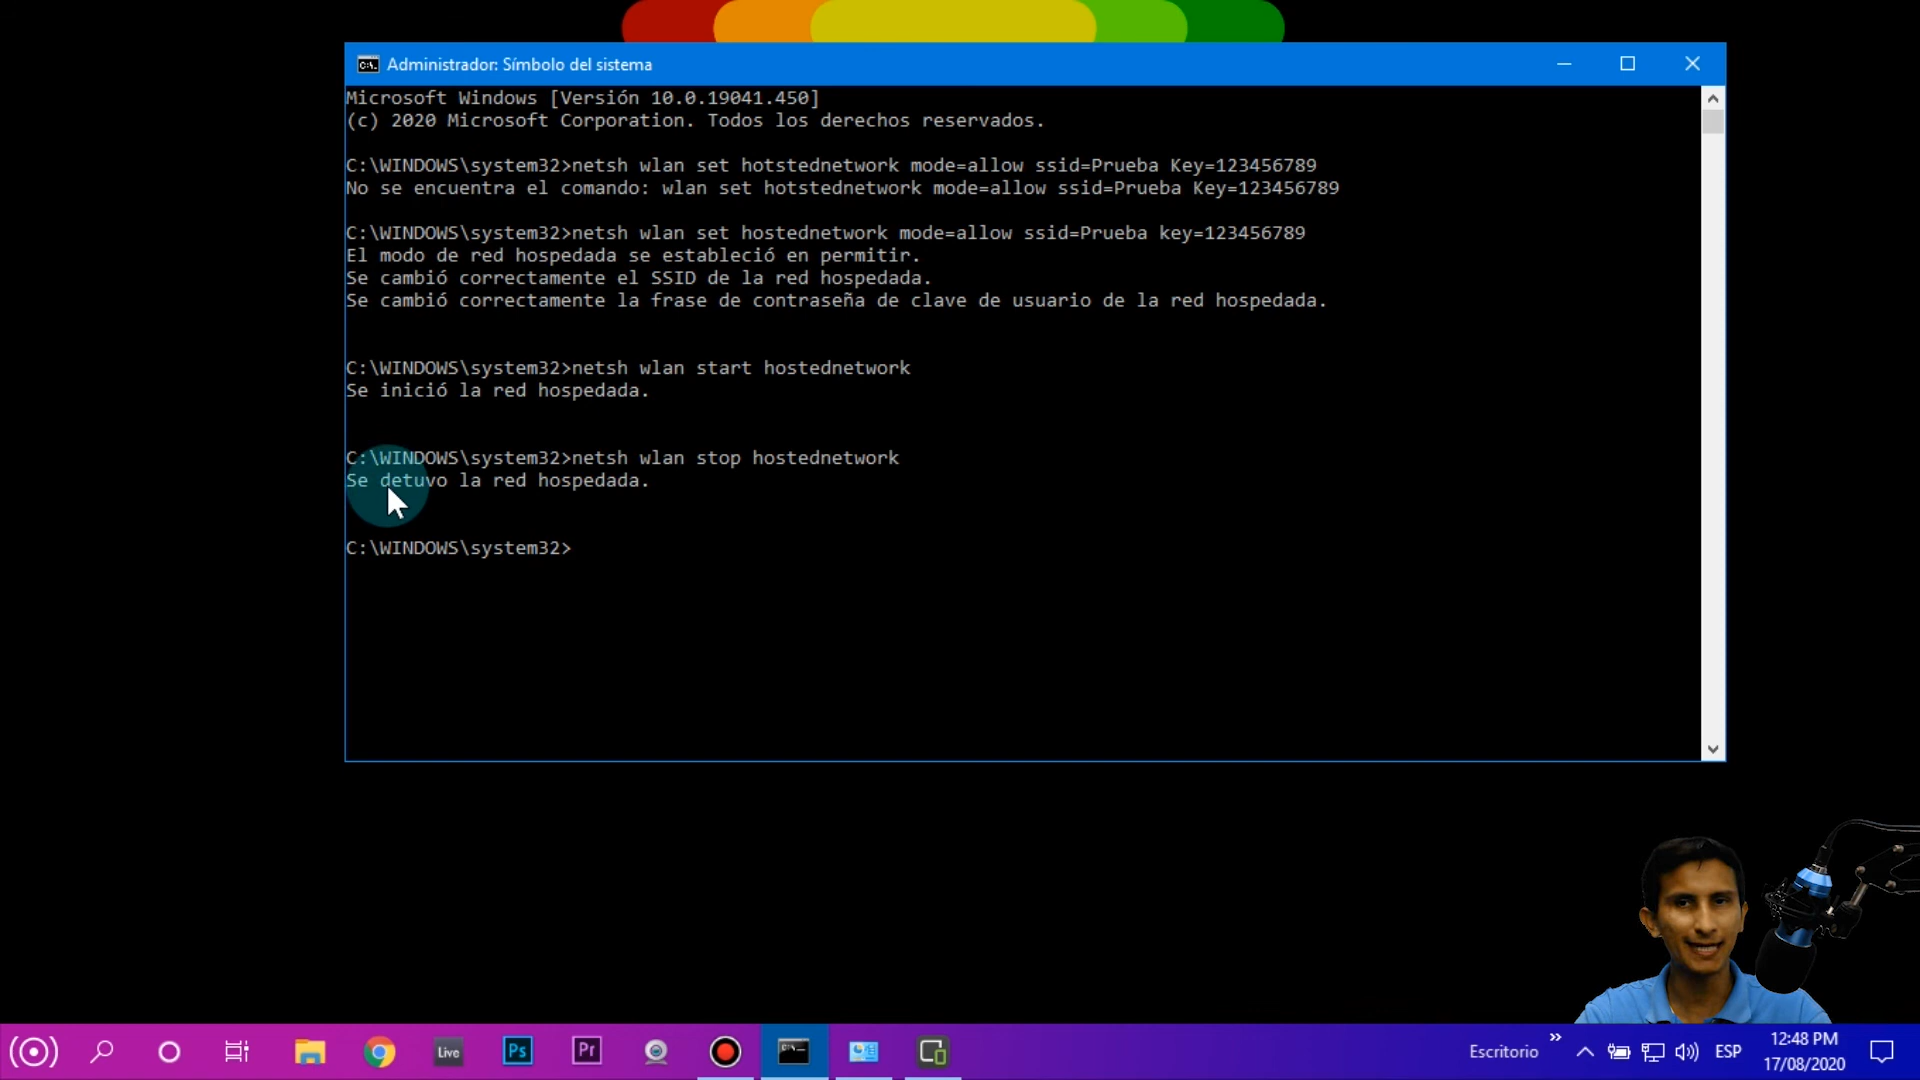 Administrador: Símbolo del sistema
Microsoft Windows [Versión 10.0.19041.450]
(c) 2020 Microsoft Corporation. Todos los derechos reservados.
C:\WINDOWS\system32>netsh wlan set hotstednetwork mode=allow ssid=Prueba Key=123456789
No se encuentra el comando: wlan set hotstednetwork mode=allow ssid=Prueba Key=123456789
C:\WINDOWS\system32>netsh wlan set hostednetwork mode=allow ssid=Prueba key=123456789
El modo de red hospedada se estableció en permitir.
Se cambió correctamente el SSID de la red hospedada.
Se cambió correctamente la frase de contraseña de clave de usuario de la red hospedada.
C:\WINDOWS\system32>netsh wlan start hostednetwork
Se inició la red hospedada.
C:\WINDOWS\system32>netsh wlan stop hostednetwork
Se detuvo la red hospedada.
C:\WINDOWS\system32>
Live
Ps
Pr
Escritorio
ESP
12:48 PM
17/08/2020